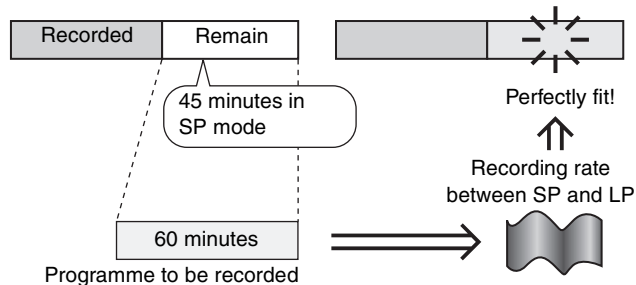 Recorded
Remain
45 minutes in
SP mode
60 minutes
Programme to be recorded
Perfectly fit!
Recording rate
between SP and LP